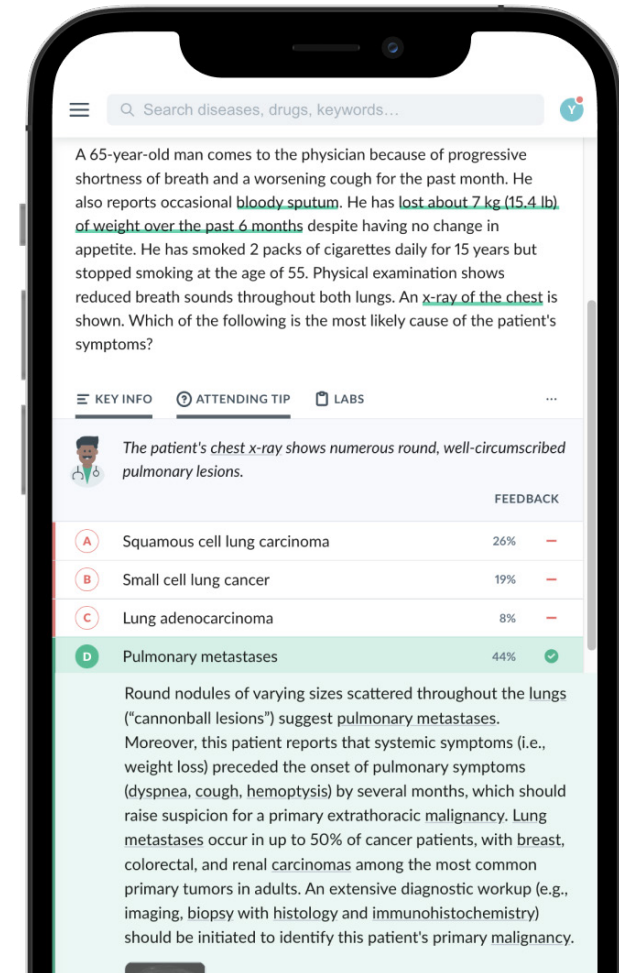 Search diseases, drugs, keywords...
Y
A 65-year-old man comes to the physician because of progressive
shortness of breath and a worsening cough for the past month. He
also reports occasional bloody sputum. He has lost about 7 kg (15.4 lb)
of weight over the past 6 months despite having no change in
appetite. He has smoked 2 packs of cigarettes daily for 15 years but
stopped smoking at the age of 55. Physical examination shows
reduced breath sounds throughout both lungs. An x-ray of the chest is
shown. Which of the following is the most likely cause of the patient's
symptoms?
KEY INFO ATTENDING TIP LABS ...
The patient's chest x-ray shows numerous round, well-circumscribed
pulmonary lesions.
FEEDBACK
A Squamous cell lung carcinoma 26%
B Small cell lung cancer 19%
C Lung adenocarcinoma 8%
D Pulmonary metastases 44%
Round nodules of varying sizes scattered throughout the lungs
(“cannonball lesions”) suggest pulmonary metastases.
Moreover, this patient reports that systemic symptoms (i.e.,
weight loss) preceded the onset of pulmonary symptoms
(dyspnea, cough, hemoptysis) by several months, which should
raise suspicion for a primary extrathoracic malignancy. Lung
metastases occur in up to 50% of cancer patients, with breast,
colorectal, and renal carcinomas among the most common
primary tumors in adults. An extensive diagnostic workup (e.g.,
imaging, biopsy with histology and immunohistochemistry)
should be initiated to identify this patient's primary malignancy.